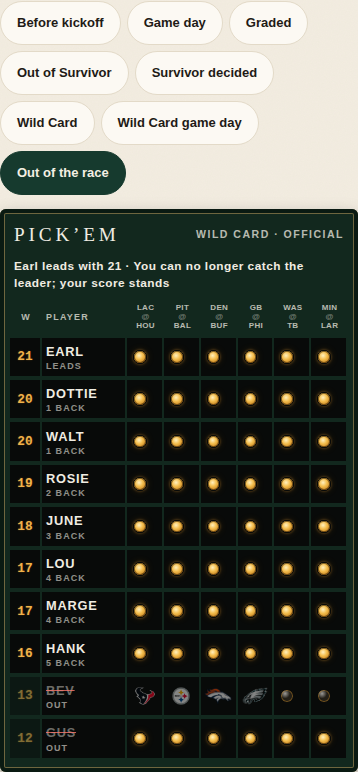 Before kickoff
Game day
Graded
Out of Survivor
Survivor decided
Wild Card
Wild Card game day
Out of the race
PICK’EM
WILD CARD · OFFICIAL
Earl leads with 21 · You can no longer catch the
leader; your score stands
W PLAYER LAC @ HOU PIT @ BAL DEN @ BUF GB @ PHI WAS @ TB MIN @ LAR
21 EARL
LEADS
20 DOTTIE
1 BACK
20 WALT
1 BACK
19 ROSIE
2 BACK
18 JUNE
3 BACK
17 LOU
4 BACK
17 MARGE
4 BACK
16 HANK
5 BACK
13 BEV
OUT
12 GUS
OUT